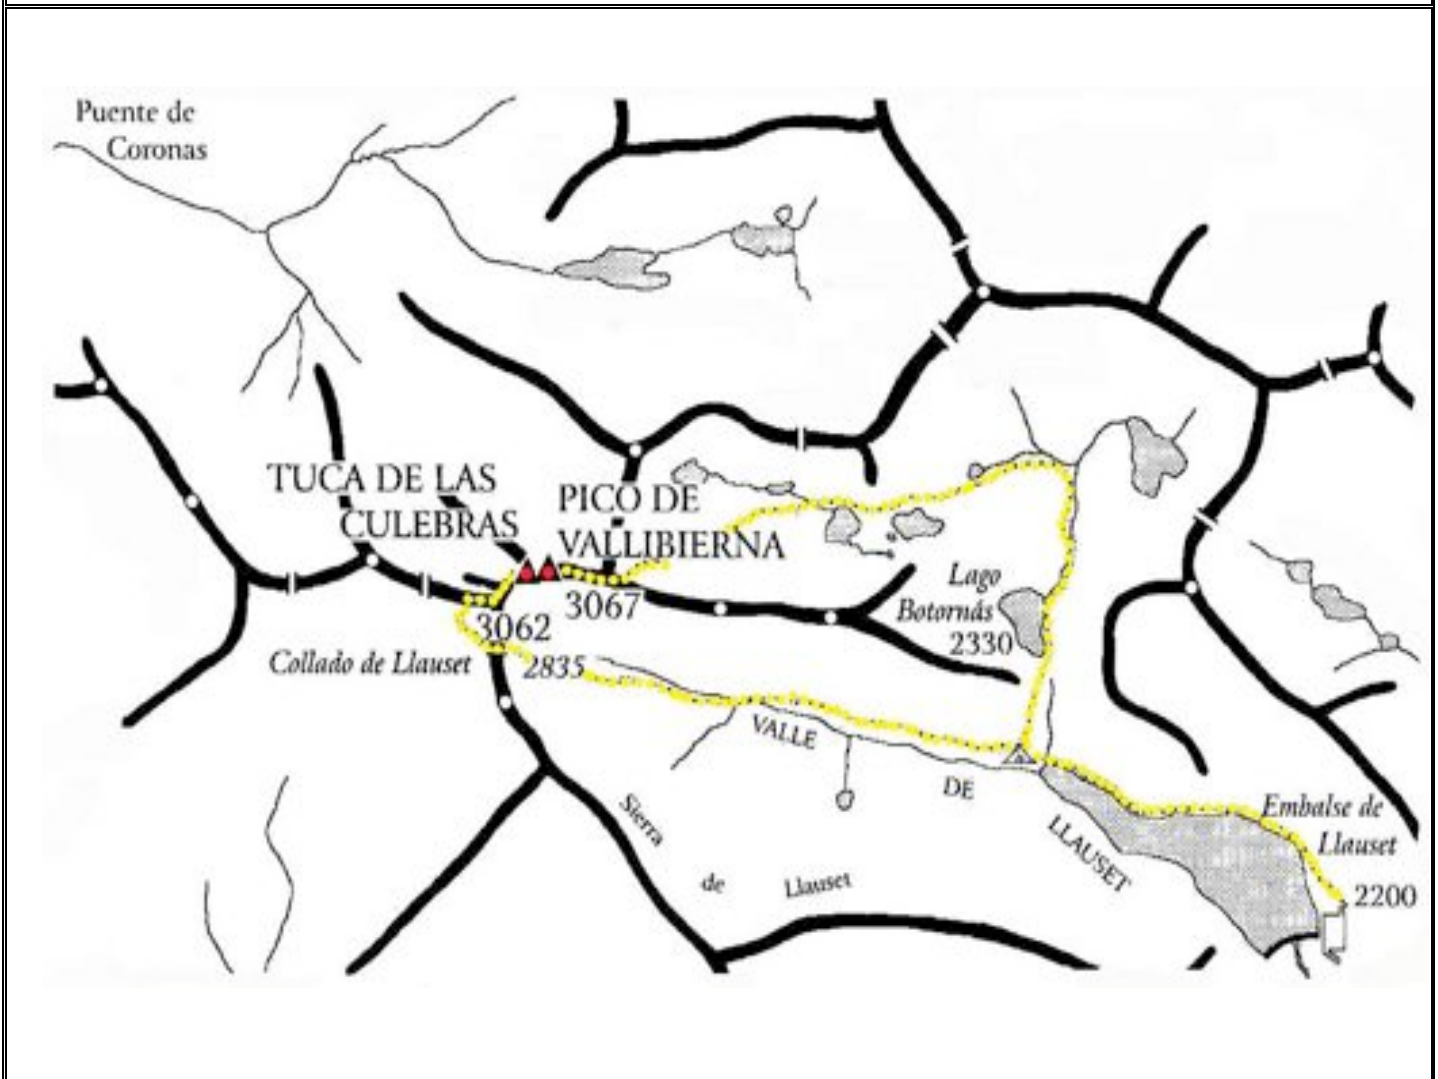 Puente de
Coronas
TUCA DE LAS
CULEBRAS
PICO DE
VALLIBIERNA
3062
3067
Collado de Llauset
2835
Lago
Botornás
2330
VALLE
DE
LLAUSET
Sierra
de
Llauset
Embalse de
Llauset
2200